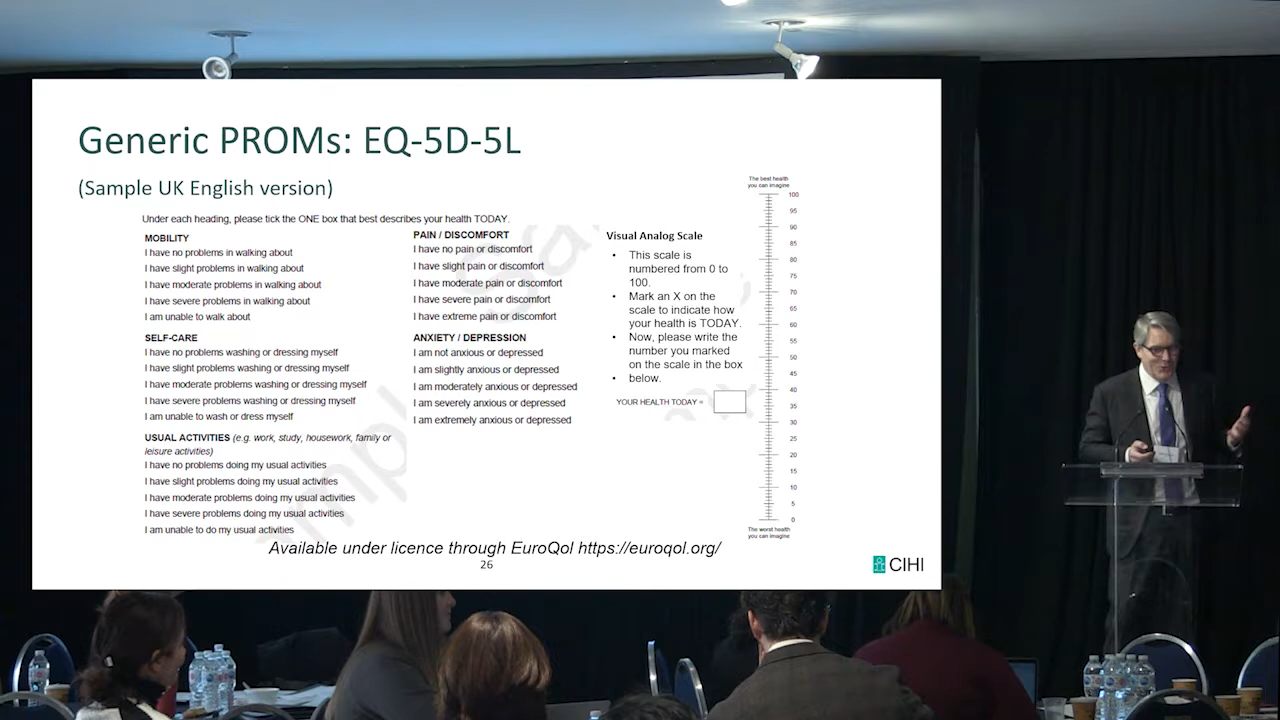 Generic PROMs: EQ-5D-5L
(Sample UK English version)
Under each heading, please tick the ONE box that best describes your health TODAY.
MOBILITY
I have no problems in walking about
I have slight problems in walking about
I have moderate problems in walking about
I have severe problems in walking about
I am unable to walk about
SELF-CARE
I have no problems washing or dressing myself
I have slight problems washing or dressing myself
I have moderate problems washing or dressing myself
I have severe problems washing or dressing myself
I am unable to wash or dress myself
USUAL ACTIVITIES (e.g. work, study, housework, family or
leisure activities)
I have no problems doing my usual activities
I have slight problems doing my usual activities
I have moderate problems doing my usual activities
I have severe problems doing my usual activities
I am unable to do my usual activities
PAIN / DISCOMFORT
I have no pain or discomfort
I have slight pain or discomfort
I have moderate pain or discomfort
I have severe pain or discomfort
I have extreme pain or discomfort
ANXIETY / DEPRESSION
I am not anxious or depressed
I am slightly anxious or depressed
I am moderately anxious or depressed
I am severely anxious or depressed
I am extremely anxious or depressed
Visual Analog Scale
• This scale is
numbered from 0 to
100.
• Mark an X on the
scale to indicate how
your health is TODAY.
• Now, please write the
number you marked
on the scale in the box
• below.
YOUR HEALTH TODAY =
The best health
you can imagine
100
95
90
85
80
75
70
65
60
55
50
45
40
35
30
25
20
15
10
5
0
The worst health
you can imagine
Available under licence through EuroQol https://euroqol.org/
26
CIHI